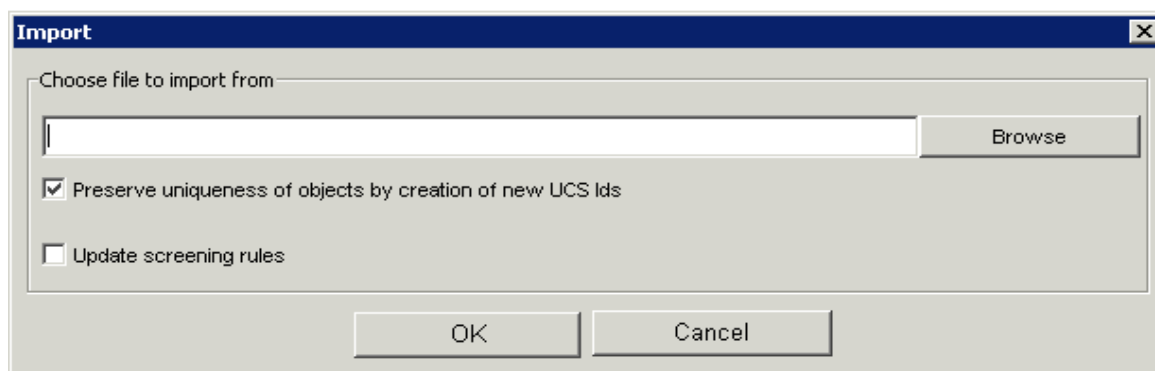 Import
Choose file to import from
Browse
Preserve uniqueness of objects by creation of new UCS Ids
Update screening rules
OK Cancel